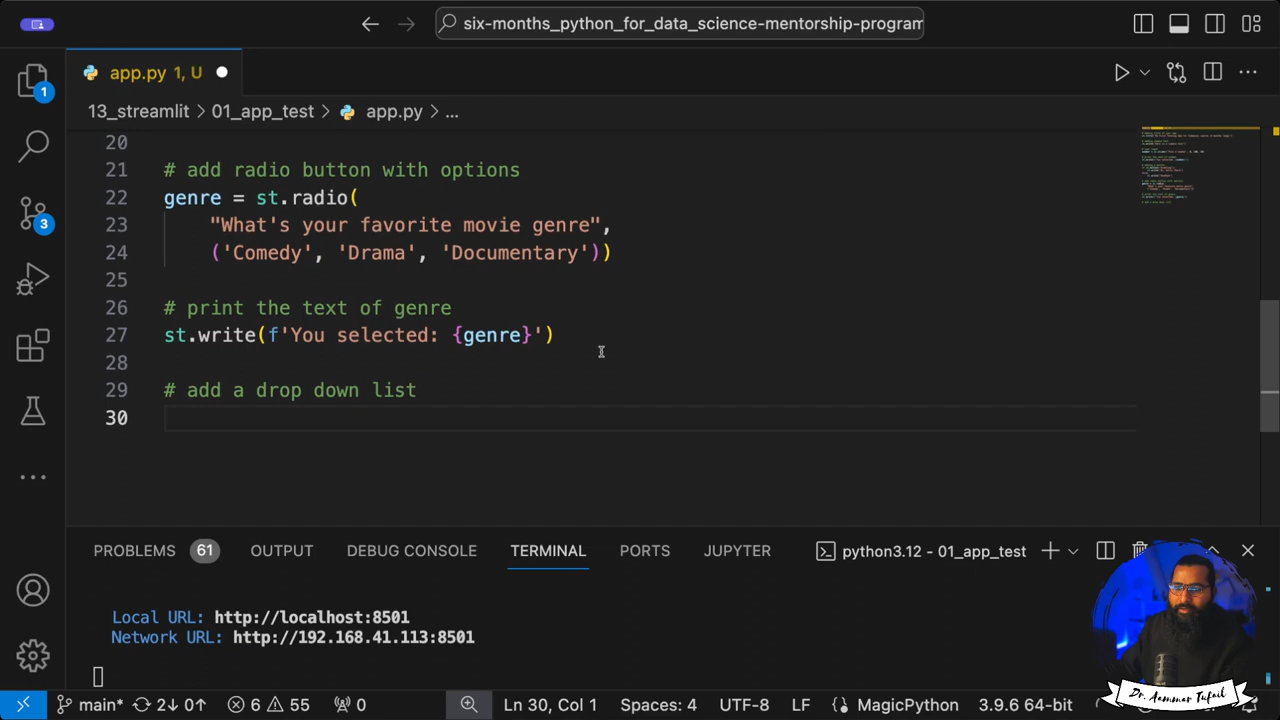 six-months_python_for_data_science-mentorship-program
app.py 1, U
13_streamlit > 01_app_test > app.py > ...
20
21 # add radio button with options
22 genre = st.radio(
23 "What's your favorite movie genre",
24 ('Comedy', 'Drama', 'Documentary'))
25
26 # print the text of genre
27 st.write(f'You selected: {genre}')
28
29 # add a drop down list
30
1
3
PROBLEMS 61 OUTPUT DEBUG CONSOLE TERMINAL PORTS JUPYTER python3.12 - 01_app_test
Local URL: http://localhost:8501
Network URL: http://192.168.41.113:8501
Dr. Aammar Tufail
main* 2↓ 0↑ 6 55 0 Ln 30, Col 1 Spaces: 4 UTF-8 LF MagicPython 3.9.6 64-bit